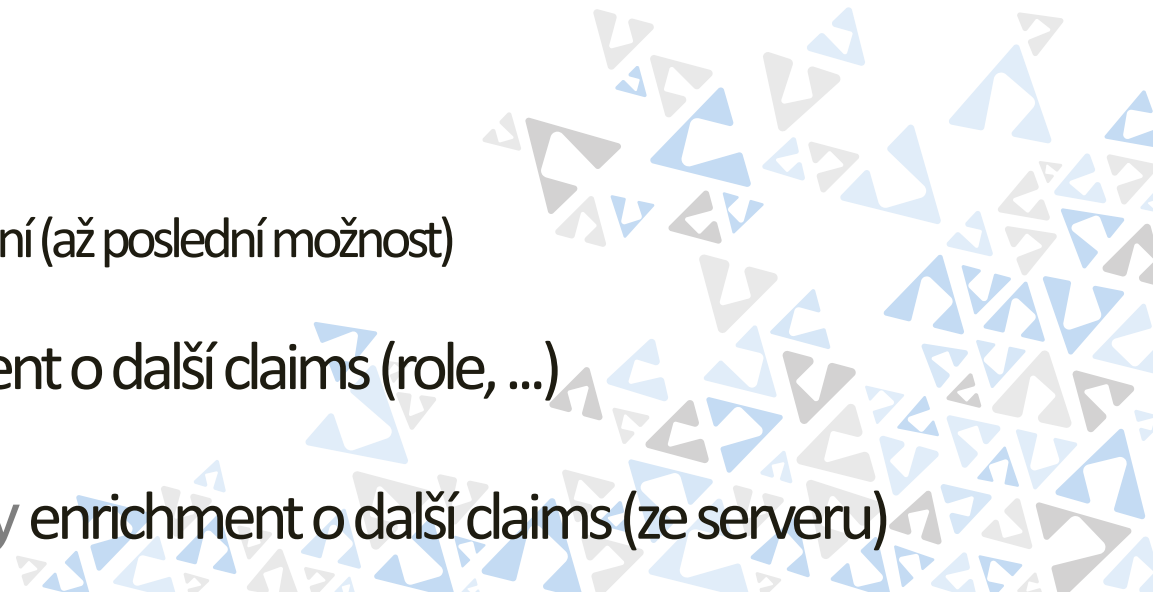 ní (až poslední možnost)
ent o další claims (role, ...)
y enrichment o další claims (ze serveru)